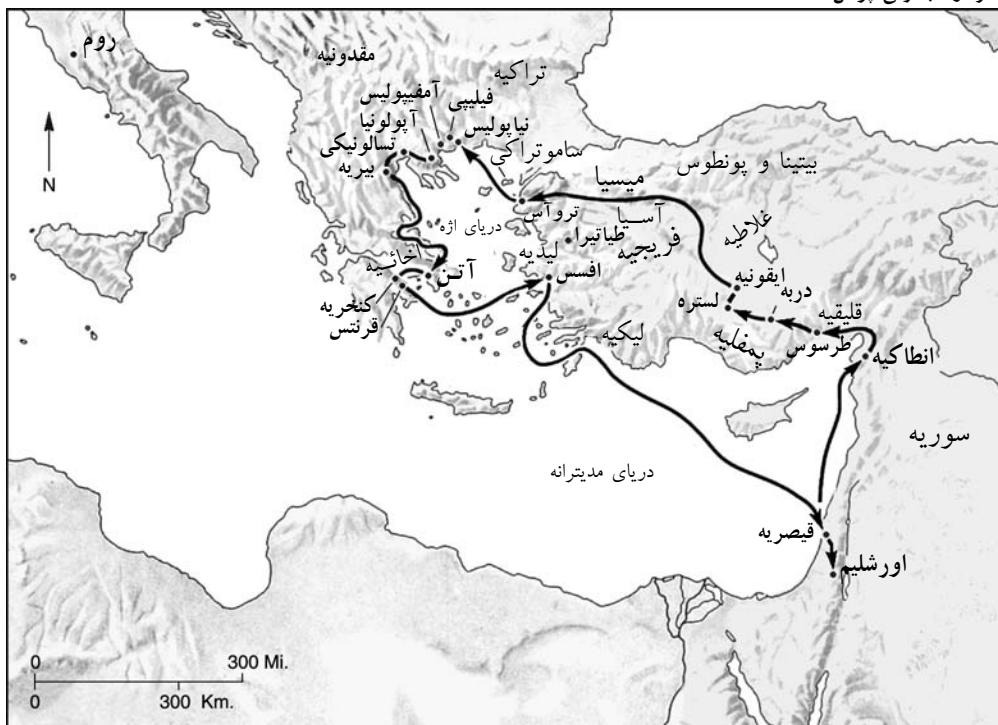 روم
مقدونیه
تراکیه
آمفیپولیس
فیلیپی
آپولونیا
نیاپولیس
تسالونیکی
ساموتراکی
بیریه
بیتینا و پونطوس
میسیا
تروآس
آسیا
غلاطیه
طیاتیرا
دریای اژه
فریجیه
لیدیه
اخائیه
آتن
افسس
ایقونیه
دربه
لستره
قلیقیه
کنخریه
قرنتس
لیکیه
پمفلیه
طرسوس
انطاکیه
سوریه
دریای مدیترانه
قیصریه
اورشلیم
N
0 300 Mi.
0 300 Km.